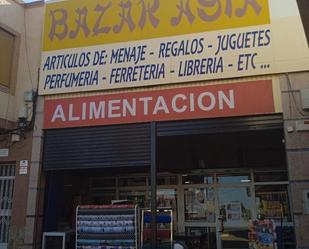 BAZAR ASIA
ARTICULOS DE: MENAJE - REGALOS - JUGUETES
PERFUMERIA - FERRETERIA - LIBRERIA - ETC...
ALIMENTACION